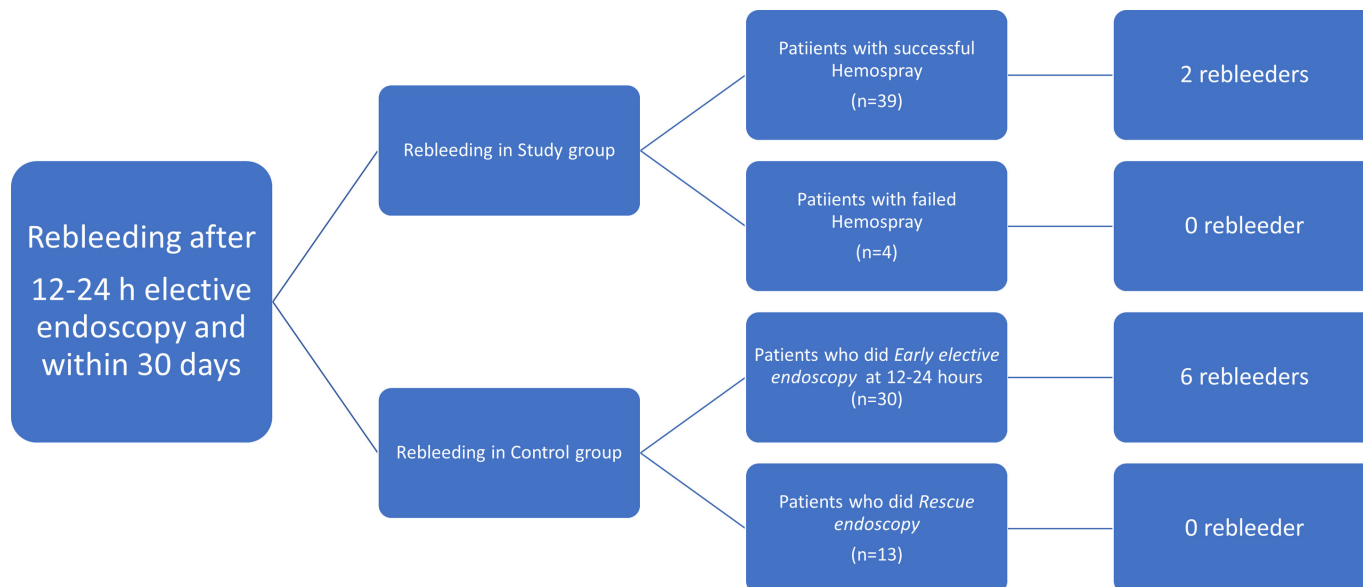 Rebleeding after
12-24 h elective
endoscopy and
within 30 days
Rebleeding in Study group
Patiients with successful
Hemospray
(n=39)
2 rebleeders
Patiients with failed
Hemospray
(n=4)
0 rebleeder
Rebleeding in Control group
Patients who did Early elective
endoscopy at 12-24 hours
(n=30)
6 rebleeders
Patients who did Rescue
endoscopy
(n=13)
0 rebleeder